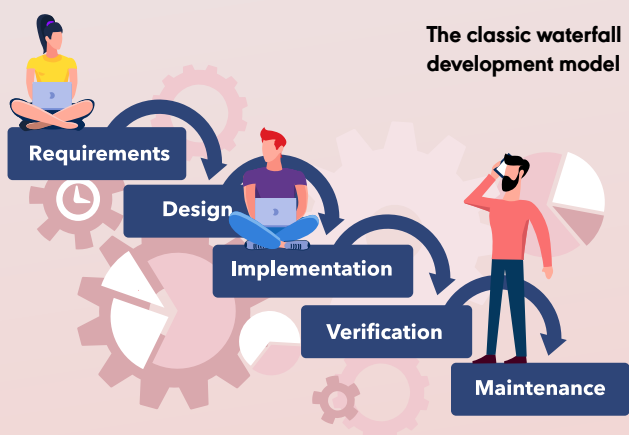 The classic waterfall
development model
Requirements
Design
Implementation
Verification
Maintenance